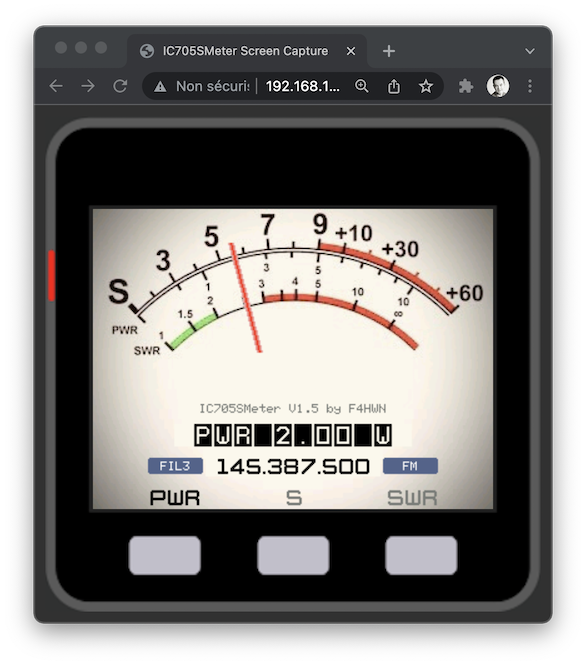 IC705SMeter Screen Capture
Non sécuris 192.168.1...
S 3 5 7 9 +10 +30 +60
PWR 1 3 5 10
SWR 1 1.5 2 3 4 5 10 ∞
IC705SMeter V1.5 by F4HWN
PWR 2.00 W
FIL3 145.387.500 FM
PWR S SWR